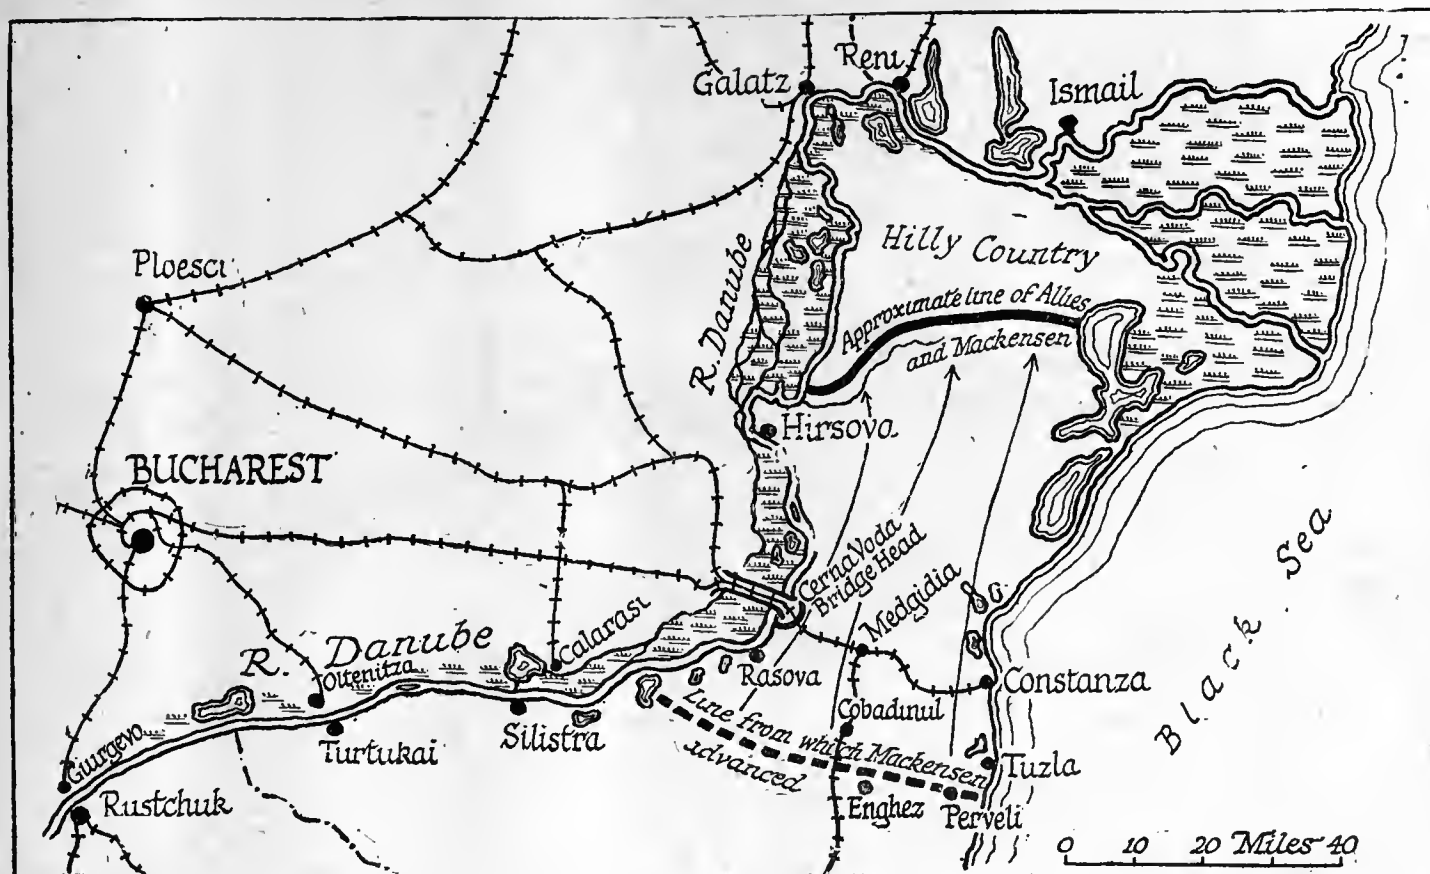 Galatz
Reni
Ismail
Ploesci
R. Danube
Hilly Country
Approximate line of Allies
and Mackensen
Hirsova
BUCHAREST
Cerna Voda
Bridge Head
Medgidia
Black Sea
R. Danube
Oltenitza
Calarasi
Rasova
Constanza
Cobadinul
Line from which Mackensen
advanced
Giurgevo
Turtukai
Silistra
Tuzla
Rustchuk
Enghez
Perveli
0 10 20 Miles 40